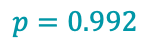 p = 0.992